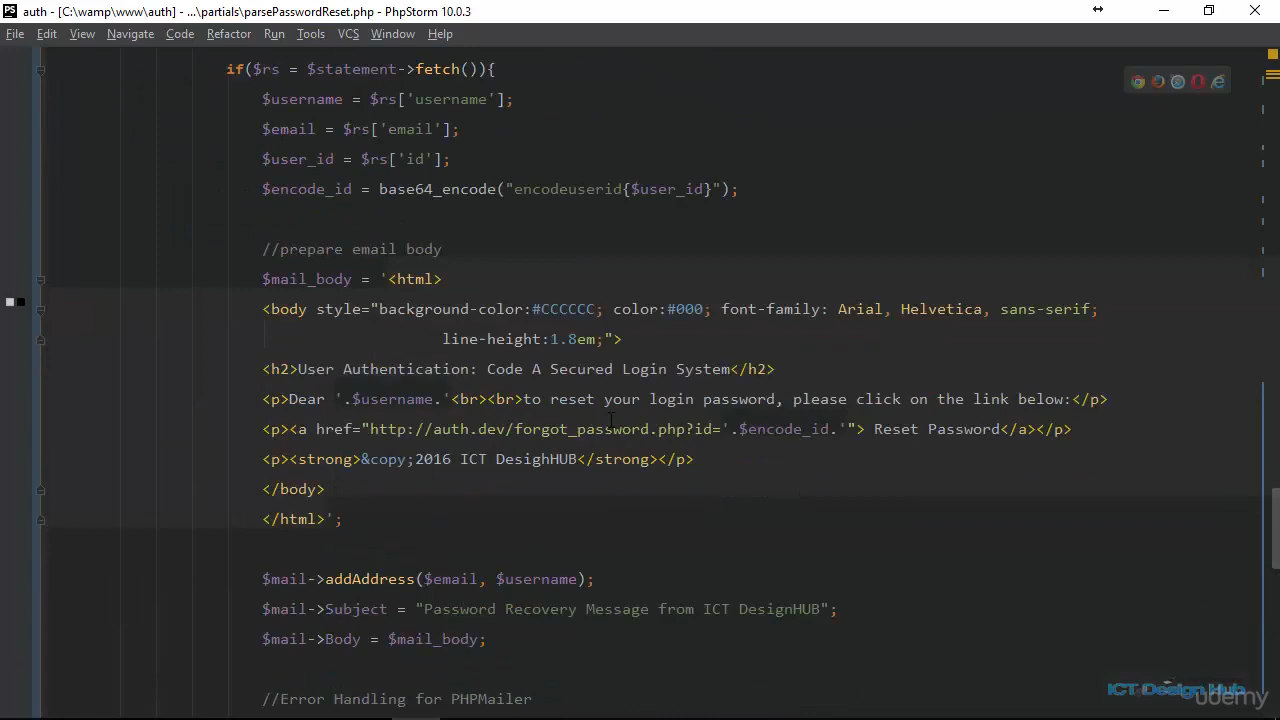 PS auth - [C:\wamp\www\auth] - ...\partials\parsePasswordReset.php - PhpStorm 10.0.3
File Edit View Navigate Code Refactor Run Tools VCS Window Help
if($rs = $statement->fetch()){
$username = $rs['username'];
$email = $rs['email'];
$user_id = $rs['id'];
$encode_id = base64_encode("encodeuserid{$user_id}");
//prepare email body
$mail_body = '<html>
<body style="background-color:#CCCCCC; color:#000; font-family: Arial, Helvetica, sans-serif;
line-height:1.8em;">
<h2>User Authentication: Code A Secured Login System</h2>
<p>Dear '.$username.'<br><br>to reset your login password, please click on the link below:</p>
<p><a href="http://auth.dev/forgot_password.php?id='.$encode_id.'"> Reset Password</a></p>
<p><strong>&copy;2016 ICT DesighHUB</strong></p>
</body>
</html>';
$mail->addAddress($email, $username);
$mail->Subject = "Password Recovery Message from ICT DesignHUB";
$mail->Body = $mail_body;
//Error Handling for PHPMailer
ICT Design Hub
udemy